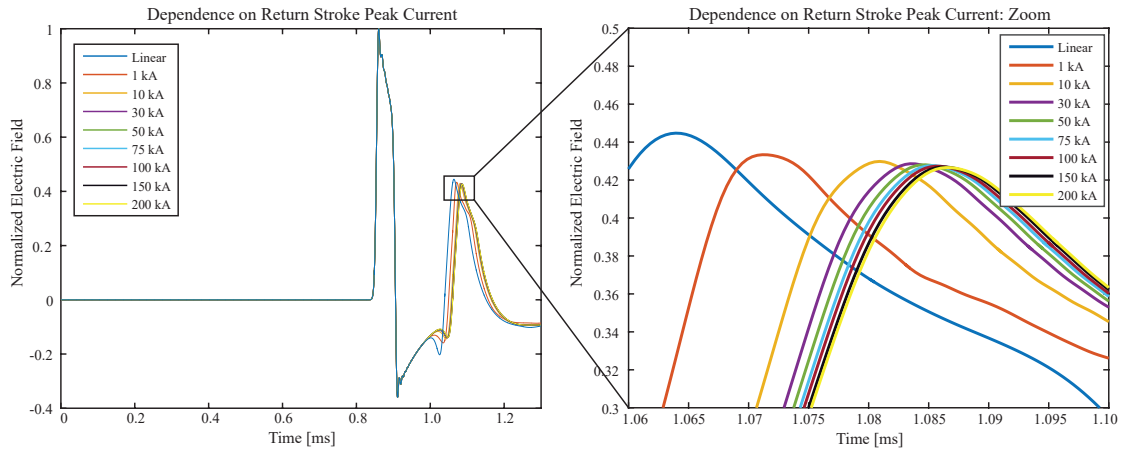 Dependence on Return Stroke Peak Current
Normalized Electric Field
1
0.8
0.6
0.4
0.2
0
-0.2
-0.4
Linear
1 kA
10 kA
30 kA
50 kA
75 kA
100 kA
150 kA
200 kA
0
0.2
0.4
0.6
0.8
1.0
1.2
Time [ms]
Dependence on Return Stroke Peak Current: Zoom
Normalized Electric Field
0.5
0.48
0.46
0.44
0.42
0.4
0.38
0.36
0.34
0.32
0.3
Linear
1 kA
10 kA
30 kA
50 kA
75 kA
100 kA
150 kA
200 kA
1.06
1.065
1.07
1.075
1.08
1.085
1.09
1.095
1.10
Time [ms]